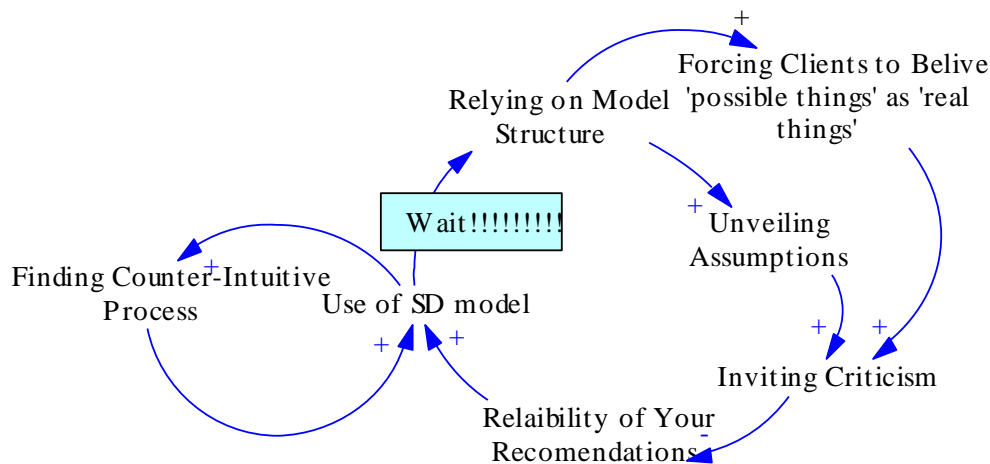 +
Forcing Clients to Belive
'possible things' as 'real
things'
Relying on Model
Structure
+
Wait!!!!!!!!!
Unveiling
Assumptions
+
Finding Counter-Intuitive
Process
Use of SD model
+
+
+
+
Inviting Criticism
Relaibility of Your
Recomendations
-